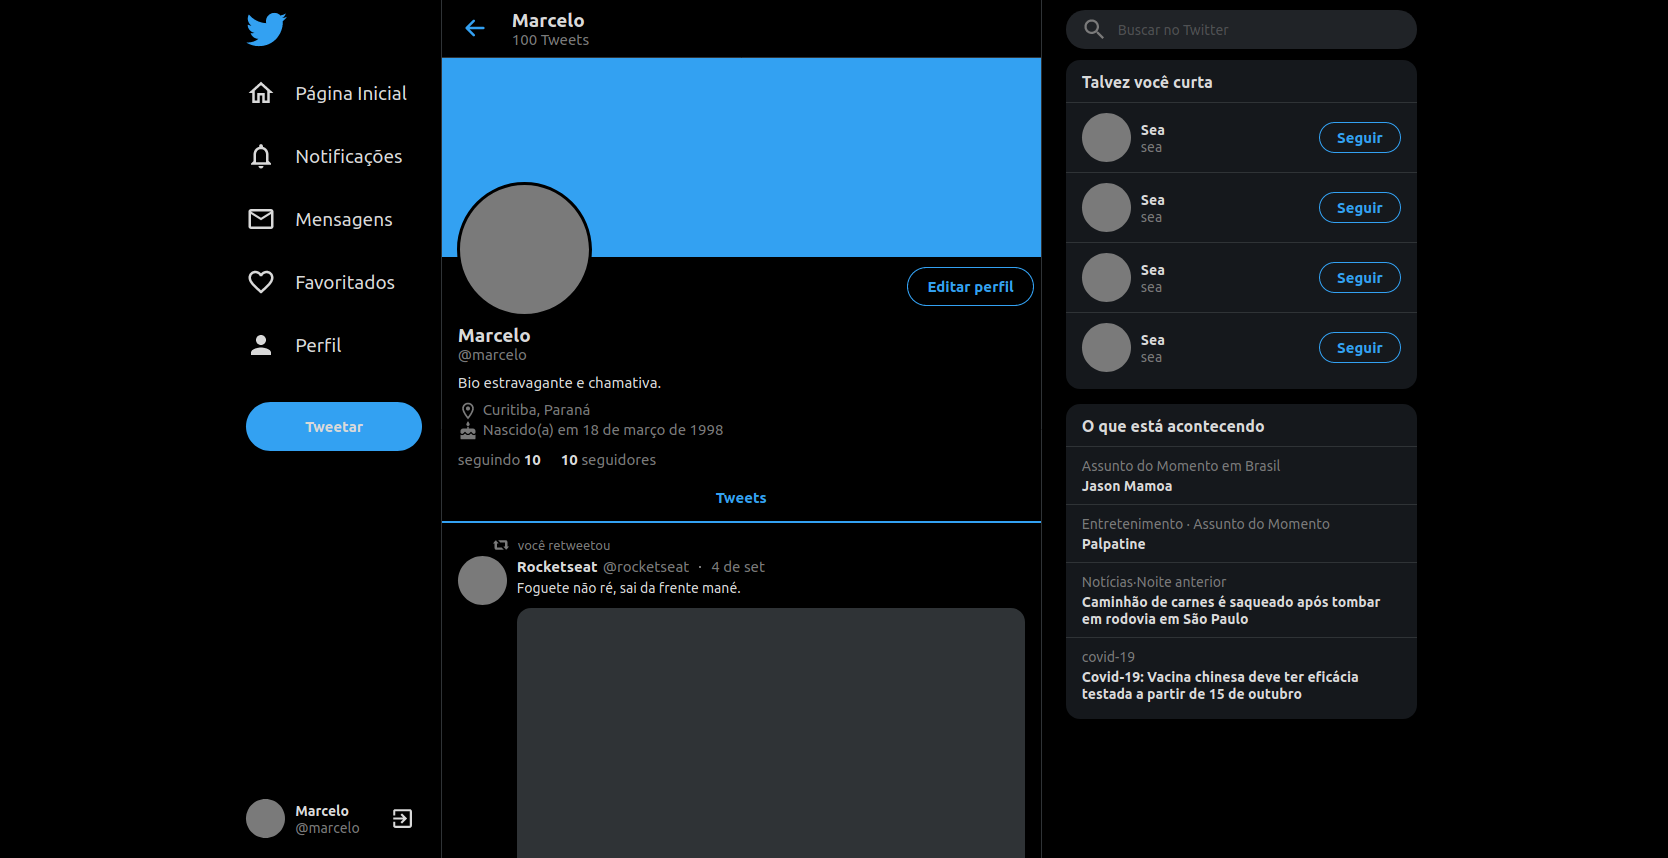 Página Inicial
Notificações
Mensagens
Favoritados
Perfil
Tweetar
Marcelo
@marcelo
Marcelo
100 Tweets
Editar perfil
Marcelo
@marcelo
Bio estravagante e chamativa.
Curitiba, Paraná
Nascido(a) em 18 de março de 1998
seguindo 10 10 seguidores
Tweets
você retweetou
Rocketseat @rocketseat · 4 de set
Foguete não ré, sai da frente mané.
Buscar no Twitter
Talvez você curta
Sea
sea
Seguir
Sea
sea
Seguir
Sea
sea
Seguir
Sea
sea
Seguir
O que está acontecendo
Assunto do Momento em Brasil
Jason Mamoa
Entretenimento · Assunto do Momento
Palpatine
Notícias·Noite anterior
Caminhão de carnes é saqueado após tombar
em rodovia em São Paulo
covid-19
Covid-19: Vacina chinesa deve ter eficácia
testada a partir de 15 de outubro